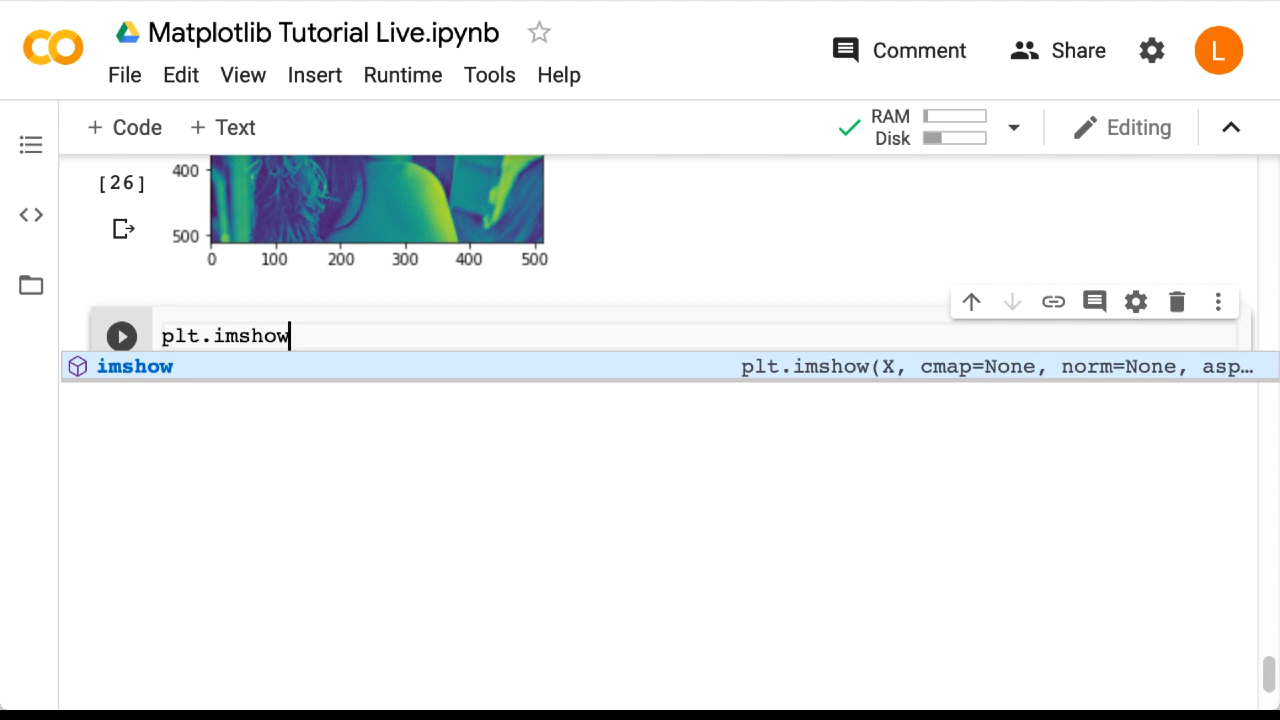 Matplotlib Tutorial Live.ipynb
File Edit View Insert Runtime Tools Help
Comment Share L
+ Code + Text
RAM
Disk
Editing
[26]
400
500
0 100 200 300 400 500
plt.imshow
imshow plt.imshow(X, cmap=None, norm=None, asp…